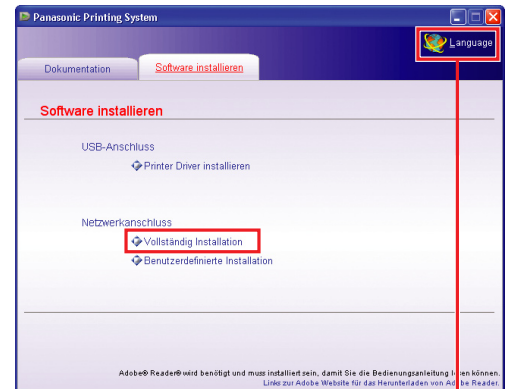 Panasonic Printing System
Language
Dokumentation
Software installieren
Software installieren
USB-Anschluss
Printer Driver installieren
Netzwerkanschluss
Vollständig Installation
Benutzerdefinierte Installation
Adobe® Reader® wird benötigt und muss installiert sein, damit Sie die Bedienungsanleitung lesen können.
Links zur Adobe Website für das Herunterladen von Adobe Reader.